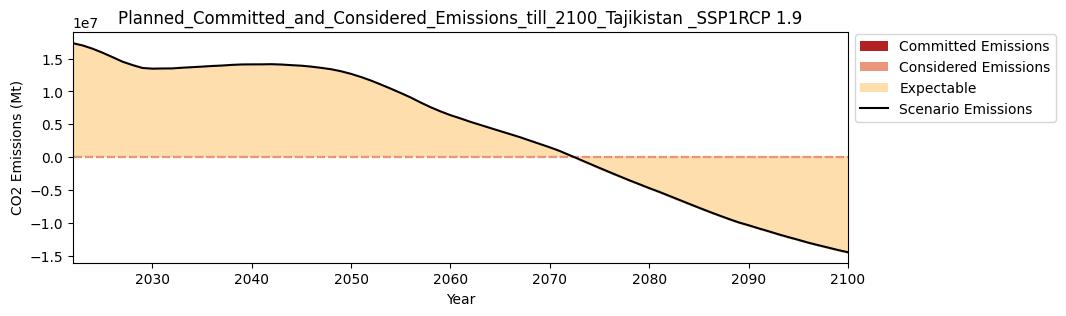 Planned_Committed_and_Considered_Emissions_till_2100_Tajikistan _SSP1RCP 1.9
1e7
1.5
1.0
0.5
0.0
−0.5
−1.0
−1.5
CO2 Emissions (Mt)
2030 2040 2050 2060 2070 2080 2090 2100
Year
Committed Emissions
Considered Emissions
Expectable
Scenario Emissions